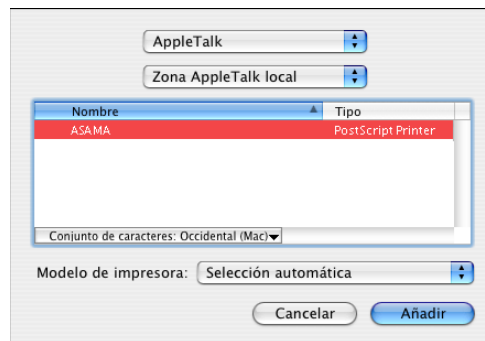 AppleTalk
Zona AppleTalk local
Nombre Tipo
ASAMA PostScript Printer
Conjunto de caracteres: Occidental (Mac)
Modelo de impresora: Selección automática
Cancelar Añadir